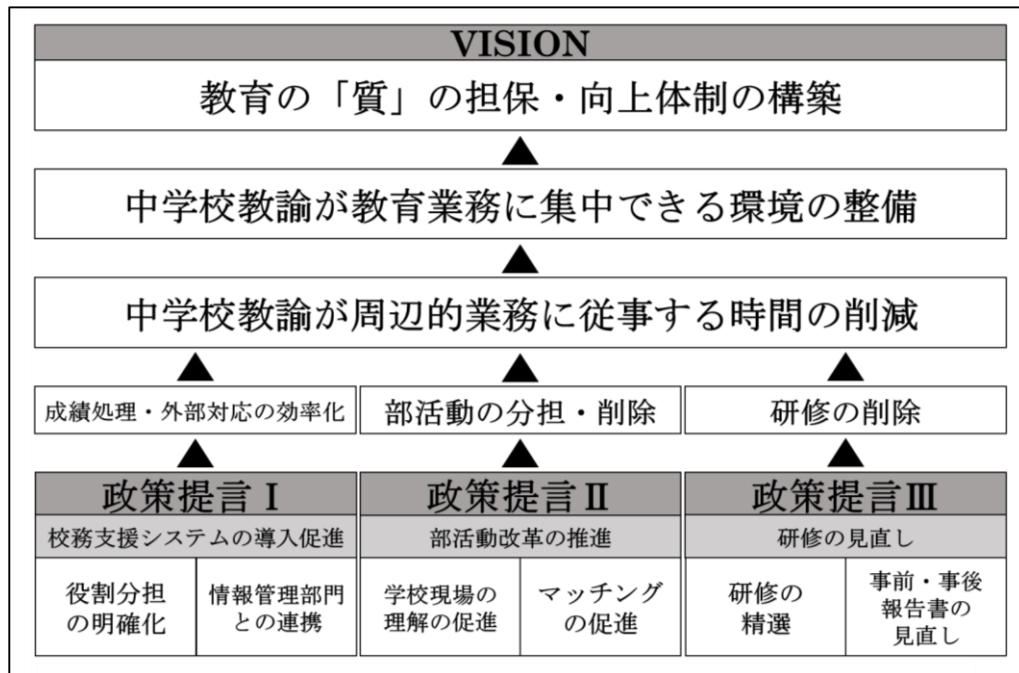 VISION
教育の「質」の担保・向上体制の構築
中学校教諭が教育業務に集中できる環境の整備
中学校教諭が周辺的業務に従事する時間の削減
成績処理・外部対応の効率化
部活動の分担・削除
研修の削除
政策提言Ⅰ
校務支援システムの導入促進
役割分担
の明確化
情報管理部門
との連携
政策提言Ⅱ
部活動改革の推進
学校現場の
理解の促進
マッチング
の促進
政策提言Ⅲ
研修の見直し
研修の
精選
事前・事後
報告書の
見直し